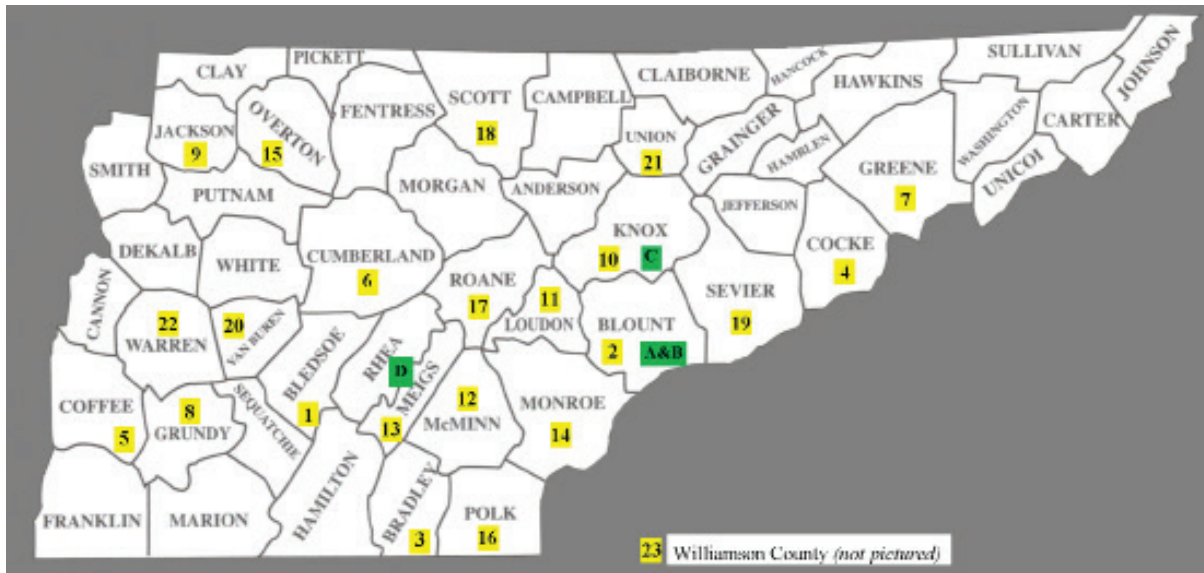 SULLIVAN
JOHNSON
PICKETT
HANCOCK
CLAY
CLAIBORNE
HAWKINS
SCOTT
CAMPBELL
FENTRESS
OVERTON
CARTER
WASHINGTON
JACKSON
18
UNION
GRAINGER
9
15
21
HAMBLEN
SMITH
GREENE
UNICOI
MORGAN
ANDERSON
PUTNAM
7
JEFFERSON
KNOX
DEKALB
COCKE
CUMBERLAND
10
C
WHITE
ROANE
4
6
SEVIER
CANNON
11
17
LOUDON
BLOUNT
19
22
20
WARREN
VAN BUREN
BLEDSOE
RHEA
2
A&B
D
MEIGS
COFFEE
SEQUATCHIE
12
MONROE
8
1
McMINN
5
GRUNDY
13
14
HAMILTON
BRADLEY
FRANKLIN
MARION
POLK
3
16
23 Williamson County (not pictured)